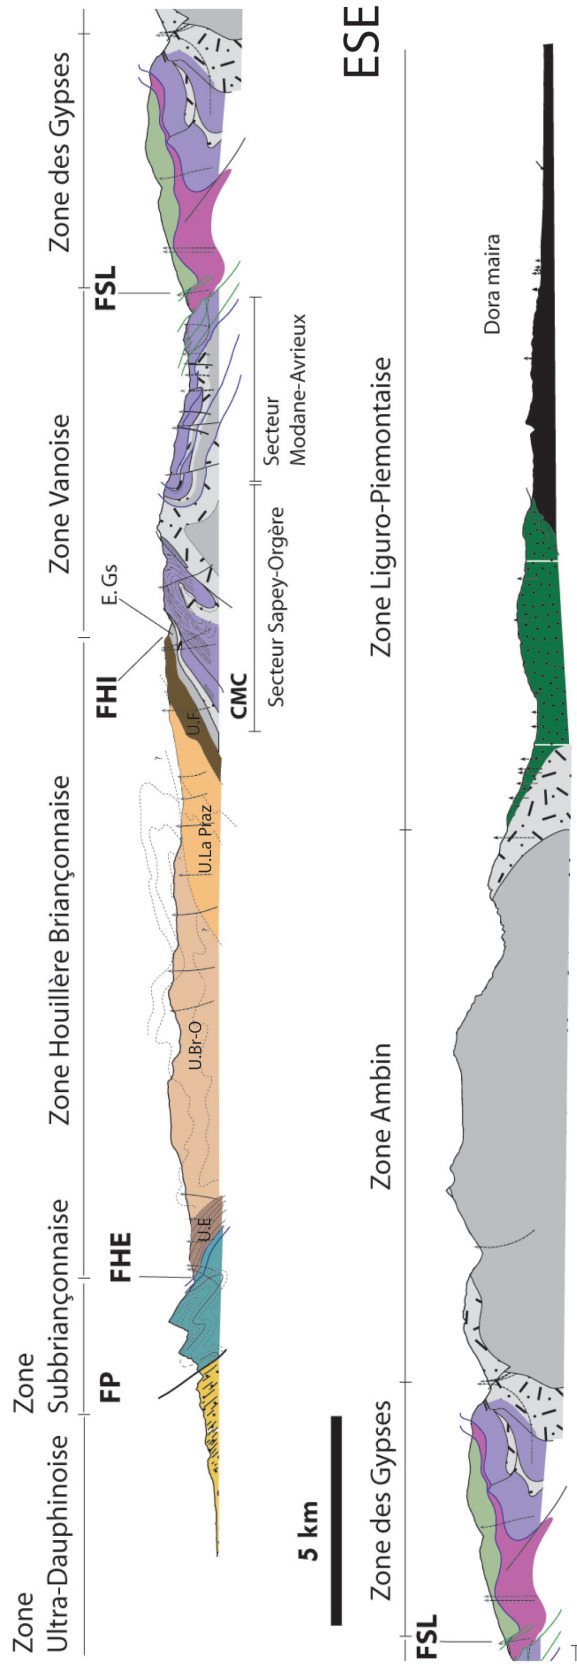 Zone
Ultra-Dauphinoise
Zone
Subbriançonnaise
Zone Houillère Briançonnaise
Zone Vanoise
Zone des Gypses
FP
FHE
FHI
E.Gs
FSL
U.E
U.Br-O
U.La Praz
U.F
CMC
Secteur Sapey-Orgère
Secteur
Modane-Avrieux
5 km
ESE
Zone des Gypses
Zone Ambin
Zone Liguro-Piemontaise
FSL
Dora maira